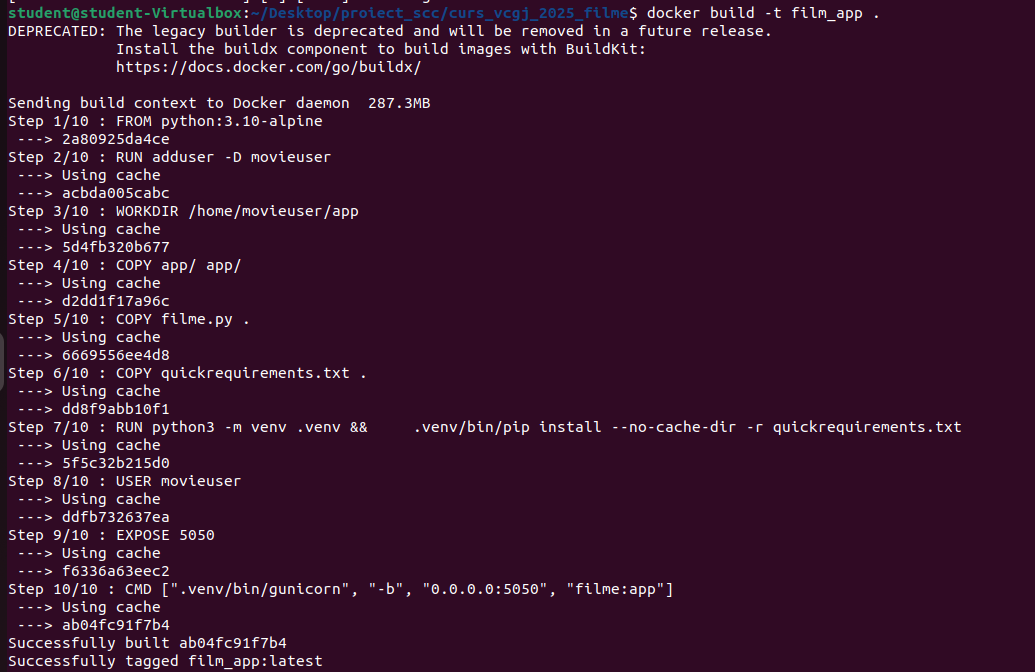 student@student-Virtualbox:~/Desktop/proiect_scc/curs_vcgj_2025_filme$ docker build -t film_app .
DEPRECATED: The legacy builder is deprecated and will be removed in a future release.
            Install the buildx component to build images with BuildKit:
            https://docs.docker.com/go/buildx/

Sending build context to Docker daemon  287.3MB
Step 1/10 : FROM python:3.10-alpine
 ---> 2a80925da4ce
Step 2/10 : RUN adduser -D movieuser
 ---> Using cache
 ---> acbda005cabc
Step 3/10 : WORKDIR /home/movieuser/app
 ---> Using cache
 ---> 5d4fb320b677
Step 4/10 : COPY app/ app/
 ---> Using cache
 ---> d2dd1f17a96c
Step 5/10 : COPY filme.py .
 ---> Using cache
 ---> 6669556ee4d8
Step 6/10 : COPY quickrequirements.txt .
 ---> Using cache
 ---> dd8f9abb10f1
Step 7/10 : RUN python3 -m venv .venv &&     .venv/bin/pip install --no-cache-dir -r quickrequirements.txt
 ---> Using cache
 ---> 5f5c32b215d0
Step 8/10 : USER movieuser
 ---> Using cache
 ---> ddfb732637ea
Step 9/10 : EXPOSE 5050
 ---> Using cache
 ---> f6336a63eec2
Step 10/10 : CMD [".venv/bin/gunicorn", "-b", "0.0.0.0:5050", "filme:app"]
 ---> Using cache
 ---> ab04fc91f7b4
Successfully built ab04fc91f7b4
Successfully tagged film_app:latest